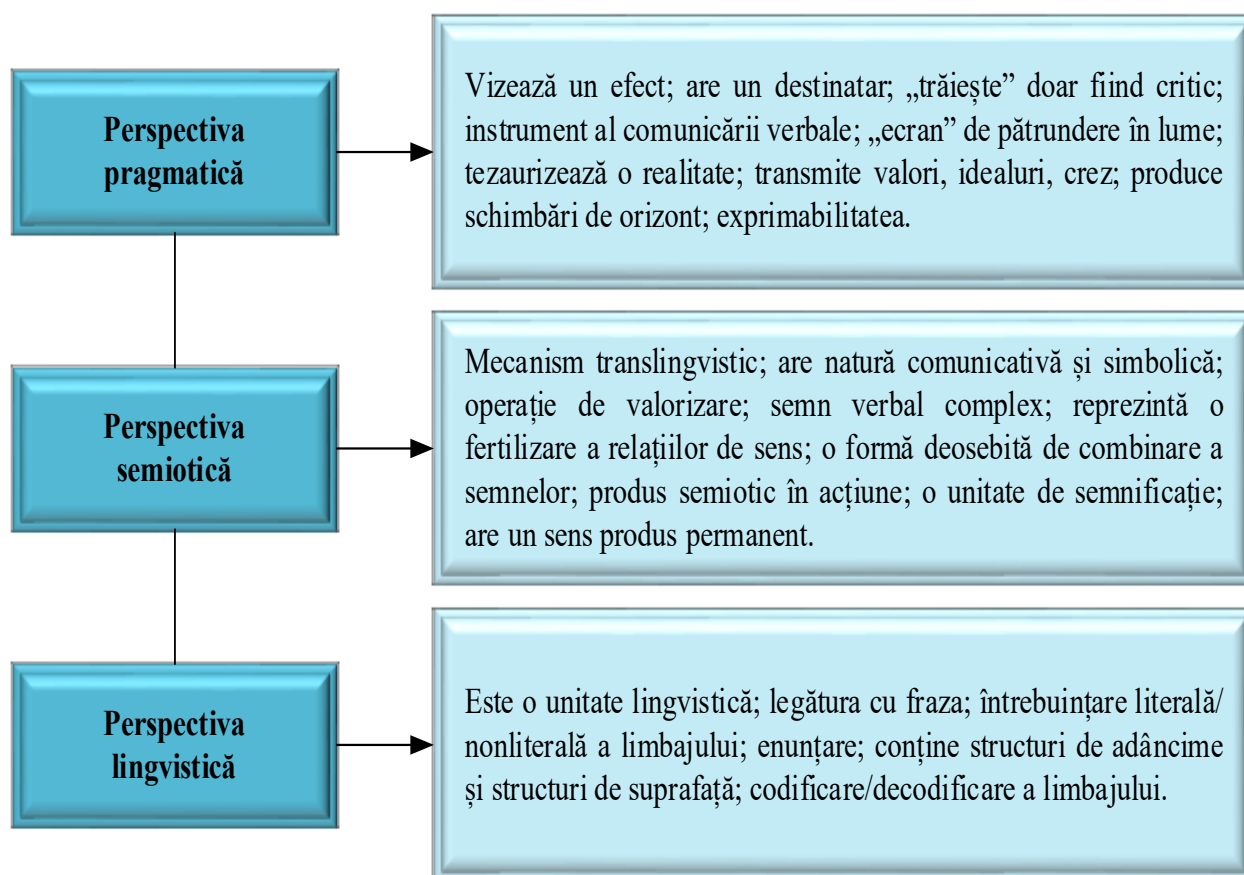 Perspectiva
pragmatică
Vizează un efect; are un destinatar; „trăiește” doar fiind critic;
instrument al comunicării verbale; „ecran” de pătrundere în lume;
tezaurizează o realitate; transmite valori, idealuri, crez; produce
schimbări de orizont; exprimabilitatea.
Perspectiva
semiotică
Mecanism translingvistic; are natură comunicativă și simbolică;
operație de valorizare; semn verbal complex; reprezintă o
fertilizare a relațiilor de sens; o formă deosebită de combinare a
semnelor; produs semiotic în acțiune; o unitate de semnificație;
are un sens produs permanent.
Perspectiva
lingvistică
Este o unitate lingvistică; legătura cu fraza; întrebuințare literală/
nonliterală a limbajului; enunțare; conține structuri de adâncime
și structuri de suprafață; codificare/decodificare a limbajului.